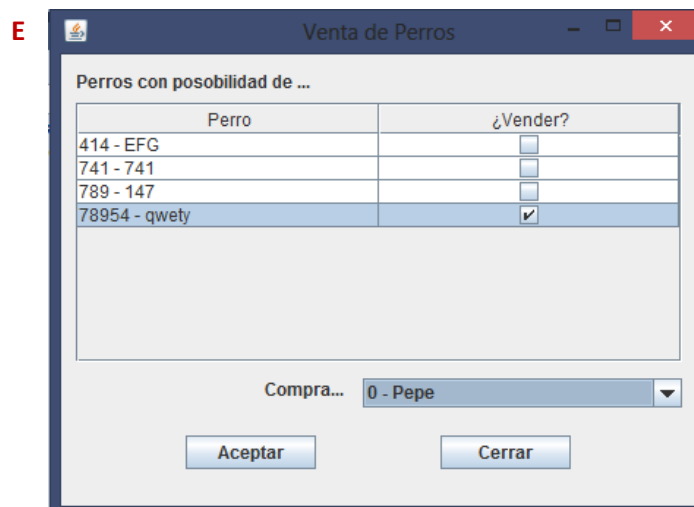 E
Venta de Perros
Perros con posobilidad de ...
Perro ¿Vender?
414 - EFG
741 - 741
789 - 147
78954 - qwety
Compra... 0 - Pepe
Aceptar Cerrar